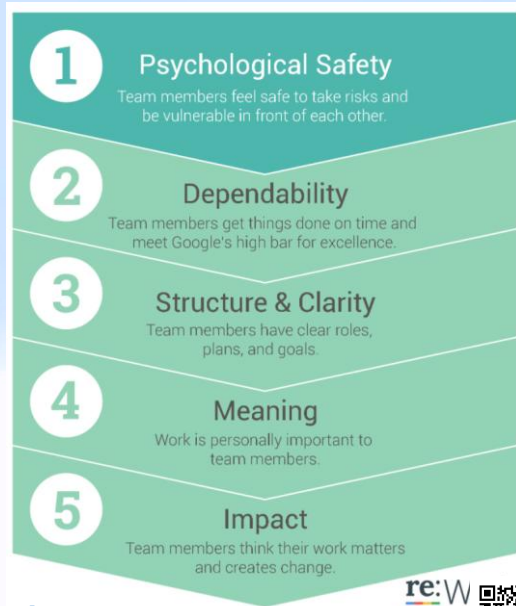 1
Psychological Safety
Team members feel safe to take risks and
be vulnerable in front of each other.
2
Dependability
Team members get things done on time and
meet Google's high bar for excellence.
3
Structure & Clarity
Team members have clear roles,
plans, and goals.
4
Meaning
Work is personally important to
team members.
5
Impact
Team members think their work matters
and creates change.
re:W